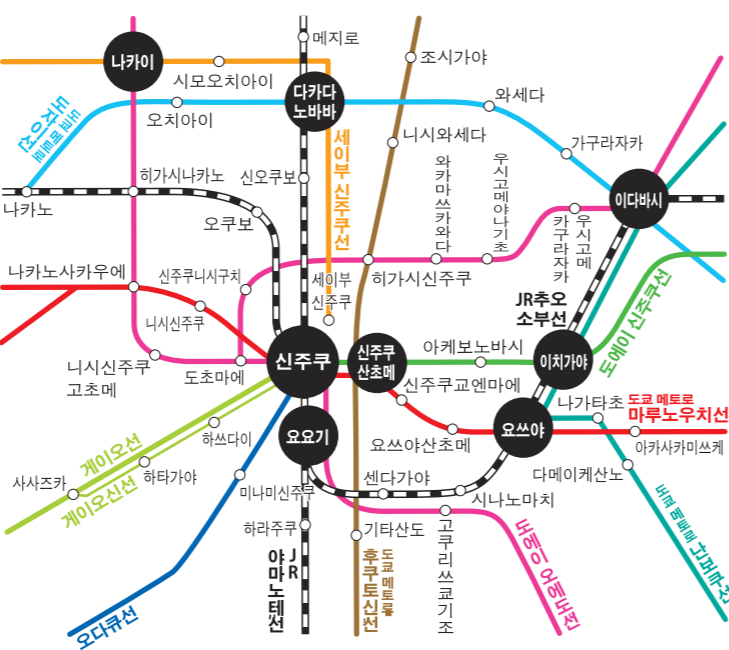 메지로
나카이
조시가야
시모오치아이
다카다
노바바
와세다
도쿄 메트로
도자이선
오치아이
니시와세다
가구라자카
세이부 신주쿠선
와카마쓰카와다
우시고메야나기초
히가시나카노
신오쿠보
이다바시
나카노
오쿠보
우시고메
카구라자카
나카노사카우에
신주쿠니시구치
세이부
신주쿠
히가시신주쿠
JR추오
소부선
도에이 신주쿠선
니시신주쿠
신주쿠
신주쿠
산초메
아케보노바시
이치가야
니시신주쿠
고초메
도초마에
신주쿠교엔마에
나가타초
도쿄 메트로
마루노우치선
요요기
요쓰야
아카사카미쓰케
요쓰야산초메
하쓰다이
게이오선
사사즈카
하타가야
게이오신선
미나미신주쿠
센다가야
시나노마치
다메이케산노
하라주쿠
기타산도
고쿠리쓰쿄기조
도에이 오에도선
도쿄 메트로
JR
야마노테선
도쿄 메트로
후쿠토신선
오다큐선